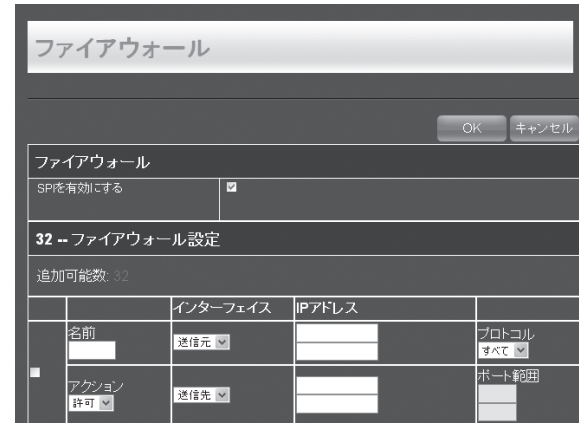 ファイアウォール
OK キャンセル
ファイアウォール
SPIを有効にする
32 -- ファイアウォール設定
追加可能数: 32
インターフェイス IPアドレス
名前 送信元 プロトコル
すべて
アクション 送信先 ポート範囲
許可